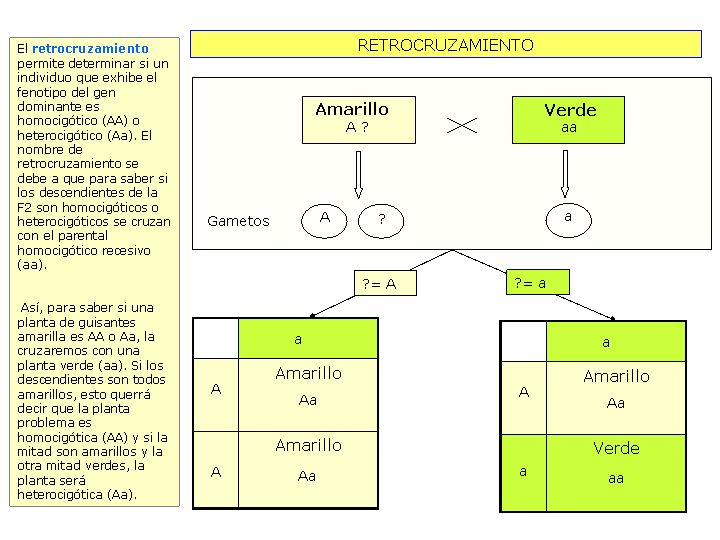 El retrocruzamiento
permite determinar si un
individuo que exhibe el
fenotipo del gen
dominante es
homocigótico (AA) o
heterocigótico (Aa). El
nombre de
retrocruzamiento se
debe a que para saber si
los descendientes de la
F2 son homocigóticos o
heterocigóticos se cruzan
con el parental
homocigótico recesivo
(aa).
Así, para saber si una
planta de guisantes
amarilla es AA o Aa, la
cruzaremos con una
planta verde (aa). Si los
descendientes son todos
amarillos, esto querrá
decir que la planta
problema es
homocigótica (AA) y si la
mitad son amarillos y la
otra mitad verdes, la
planta será
heterocigótica (Aa).
RETROCRUZAMIENTO
Amarillo
A ?
Verde
aa
Gametos
A
?
a
?= A
?= a
a
A
Amarillo
Aa
A
Amarillo
Aa
a
A
Amarillo
Aa
a
Verde
aa